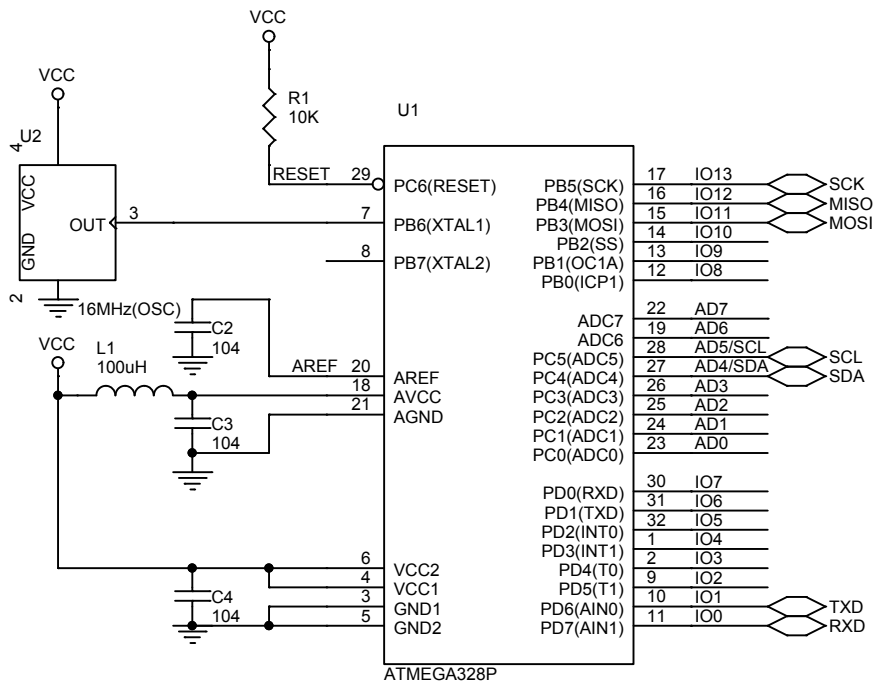 VCC
VCC
R1
10K
U1
4
U2
VCC
GND
OUT
3
2
16MHz(OSC)
RESET
29
PC6(RESET)
7
PB6(XTAL1)
8
PB7(XTAL2)
C2
104
VCC
L1
100uH
AREF
20
AREF
18
AVCC
21
AGND
C3
104
6
VCC2
4
VCC1
3
GND1
5
GND2
C4
104
PB5(SCK) 17 IO13 SCK
PB4(MISO) 16 IO12 MISO
PB3(MOSI) 15 IO11 MOSI
PB2(SS) 14 IO10
PB1(OC1A) 13 IO9
PB0(ICP1) 12 IO8
ADC7 22 AD7
ADC6 19 AD6
PC5(ADC5) 28 AD5/SCL SCL
PC4(ADC4) 27 AD4/SDA SDA
PC3(ADC3) 26 AD3
PC2(ADC2) 25 AD2
PC1(ADC1) 24 AD1
PC0(ADC0) 23 AD0
PD0(RXD) 30 IO7
PD1(TXD) 31 IO6
PD2(INT0) 32 IO5
PD3(INT1) 1 IO4
PD4(T0) 2 IO3
PD5(T1) 9 IO2
PD6(AIN0) 10 IO1 TXD
PD7(AIN1) 11 IO0 RXD
ATMEGA328P